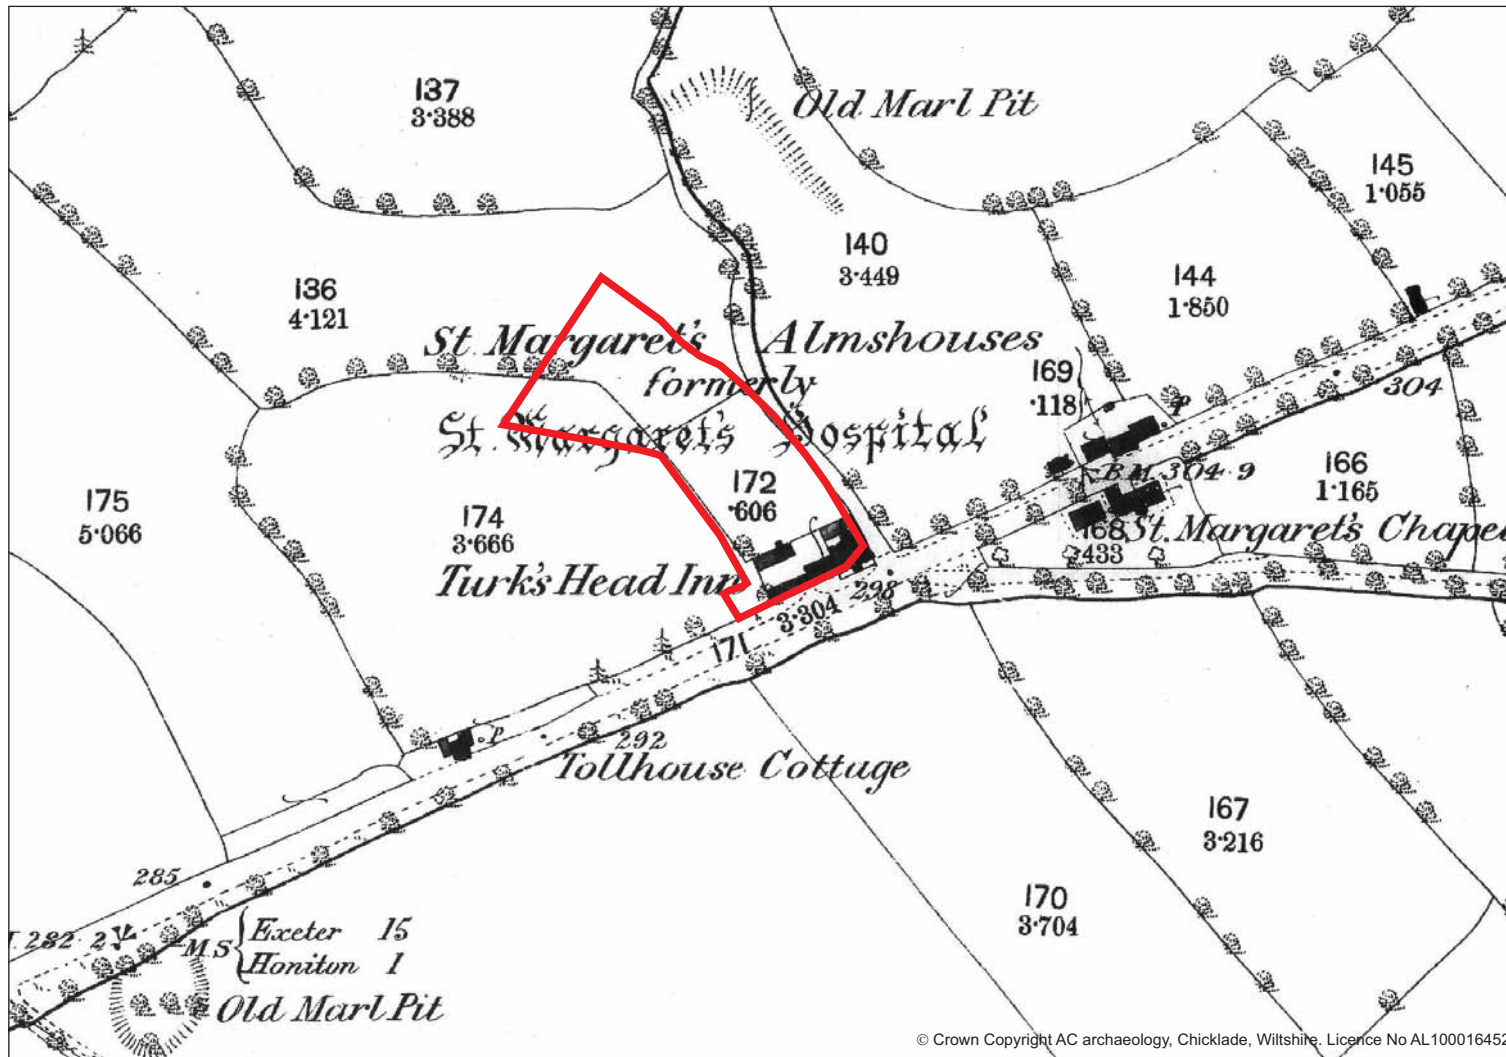 137
3·388
Old Marl Pit
145
1·055
140
3·449
144
1·850
136
4·121
St. Margaret's Almshouses
formerly
St. Margaret's Hospital
169
·118
P
304
B.M. 304·9
166
1·165
175
5·066
174
3·666
172
·606
168
·433
St. Margaret's Chapel
Turk's Head Inn
298
3·304
171
P
292
Tollhouse Cottage
167
3·216
285
170
3·704
282·2
M.S
Exeter 15
Honiton 1
Old Marl Pit
© Crown Copyright AC archaeology, Chicklade, Wiltshire. Licence No AL100016452